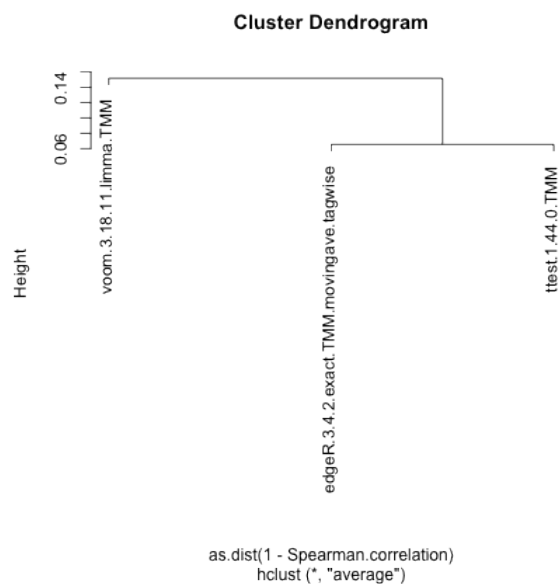 Cluster Dendrogram
Height
0.06
0.14
voom.3.18.11.limma.TMM
edgeR.3.4.2.exact.TMM.movingave.tagwise
ttest.1.44.0.TMM
as.dist(1 - Spearman.correlation)
hclust (*, "average")